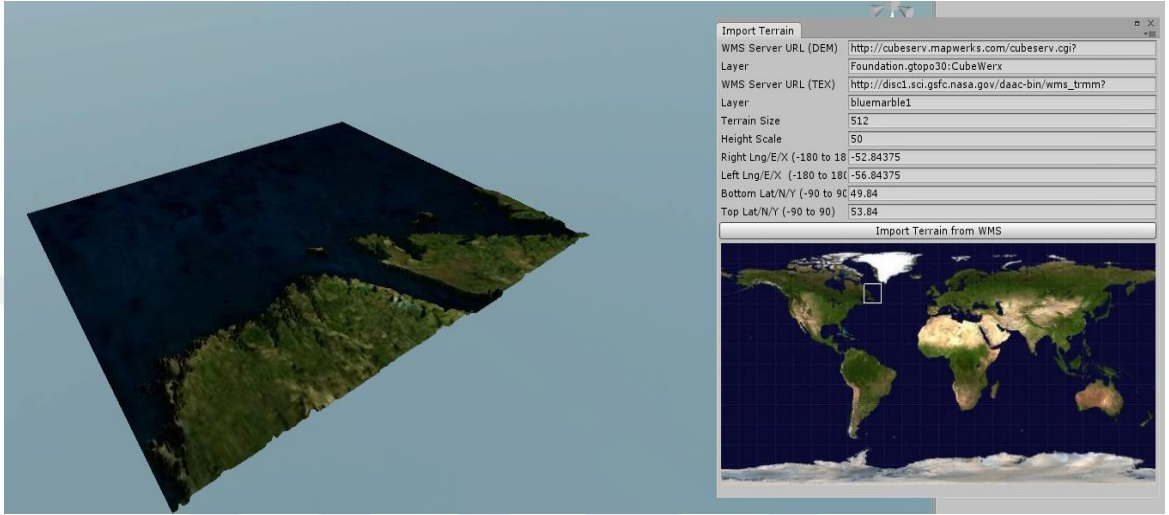 Import Terrain
WMS Server URL (DEM) http://cubeserv.mapwerks.com/cubeserv.cgi?
Layer Foundation.gtopo30:CubeWerx
WMS Server URL (TEX) http://disc1.sci.gsfc.nasa.gov/daac-bin/wms_trmm?
Layer bluemarble1
Terrain Size 512
Height Scale 50
Right Lng/E/X (-180 to 18 -52.84375
Left Lng/E/X (-180 to 180 -56.84375
Bottom Lat/N/Y (-90 to 90 49.84
Top Lat/N/Y (-90 to 90) 53.84
Import Terrain from WMS